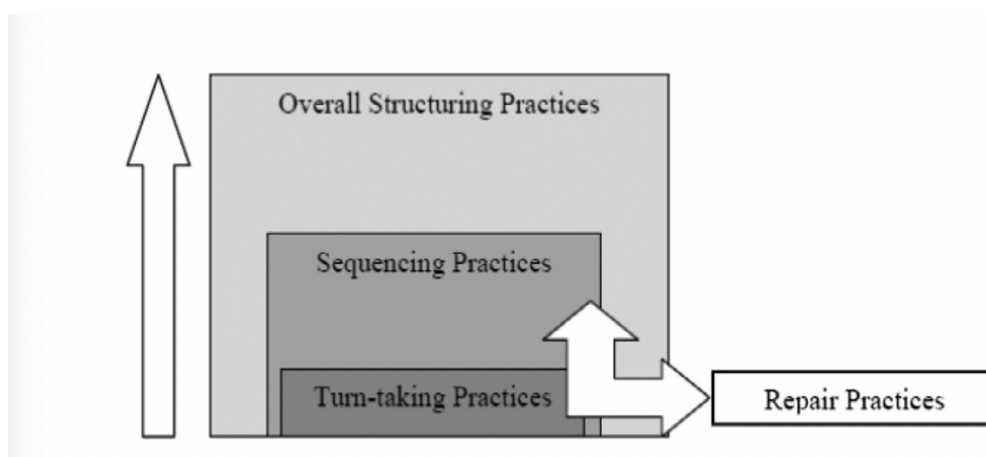 Overall Structuring Practices
Sequencing Practices
Turn-taking Practices
Repair Practices